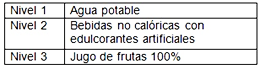 Nivel 1 Agua potable
Nivel 2 Bebidas no calóricas con
edulcorantes artificiales
Nivel 3 Jugo de frutas 100%